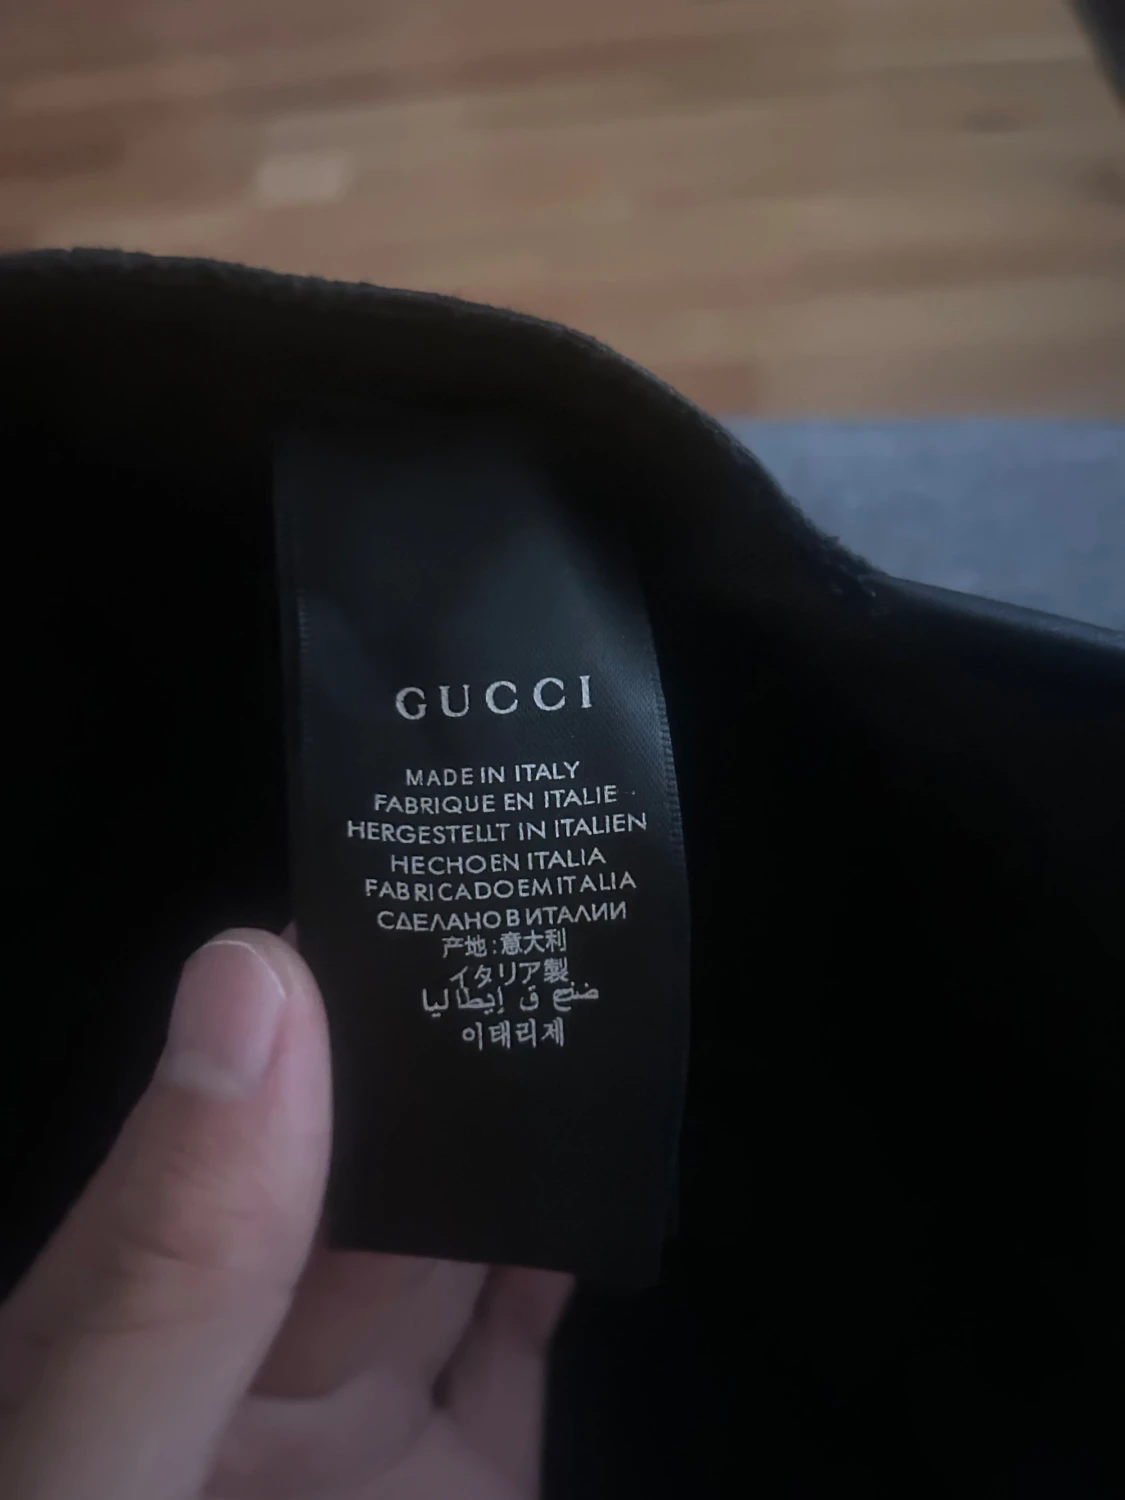 GUCCI
MADE IN ITALY
FABRIQUE EN ITALIE
HERGESTELLT IN ITALIEN
HECHO EN ITALIA
FABRICADO EM ITALIA
СДЕЛАНО В ИТАЛИИ
产地:意大利
イタリア製
ضنع ق إيطاليا
이태리제